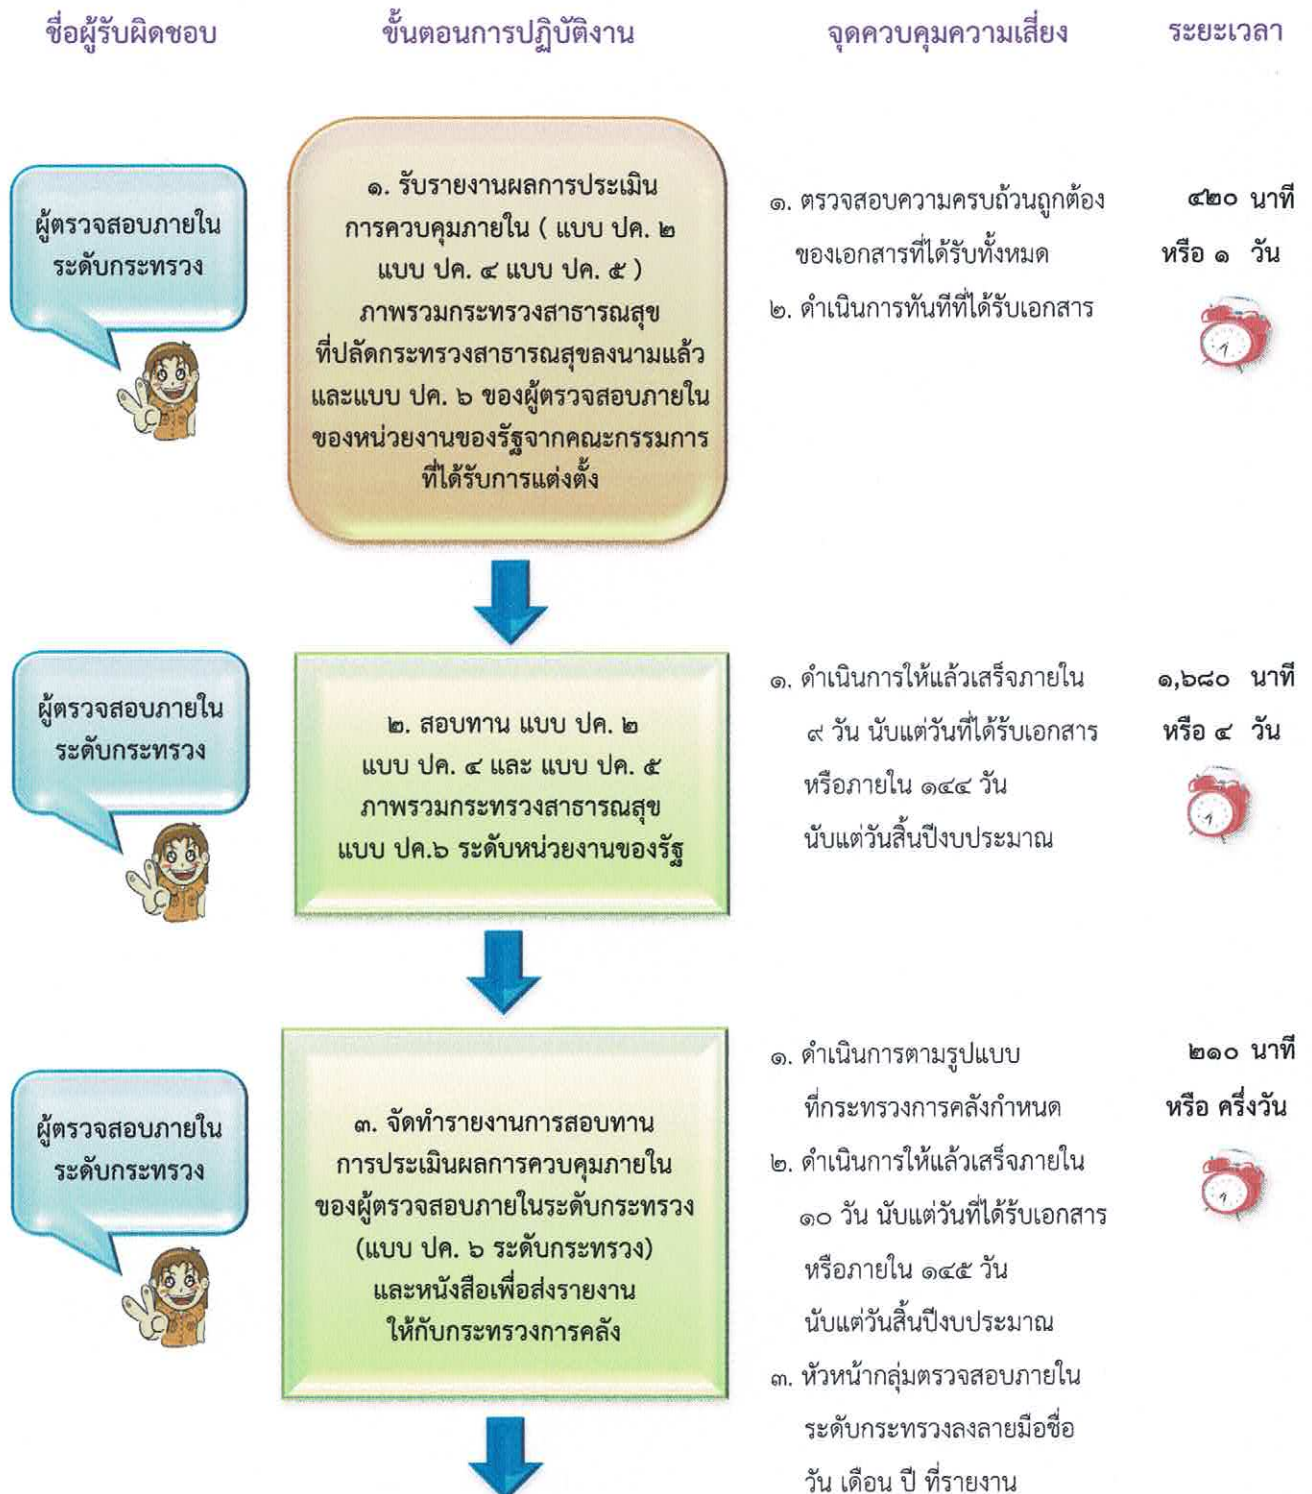 ชื่อผู้รับผิดชอบ
ขั้นตอนการปฏิบัติงาน
จุดควบคุมความเสี่ยง
ระยะเวลา
ผู้ตรวจสอบภายใน
ระดับกระทรวง
๑. รับรายงานผลการประเมิน
การควบคุมภายใน ( แบบ ปค. ๒
แบบ ปค. ๔ แบบ ปค. ๕ )
ภาพรวมกระทรวงสาธารณสุข
ที่ปลัดกระทรวงสาธารณสุขลงนามแล้ว
และแบบ ปค. ๖ ของผู้ตรวจสอบภายใน
ของหน่วยงานของรัฐจากคณะกรรมการ
ที่ได้รับการแต่งตั้ง
๑. ตรวจสอบความครบถ้วนถูกต้อง
ของเอกสารที่ได้รับทั้งหมด
๒. ดำเนินการทันทีที่ได้รับเอกสาร
๔๒๐ นาที
หรือ ๑ วัน
ผู้ตรวจสอบภายใน
ระดับกระทรวง
๒. สอบทาน แบบ ปค. ๒
แบบ ปค. ๔ และ แบบ ปค. ๕
ภาพรวมกระทรวงสาธารณสุข
แบบ ปค.๖ ระดับหน่วยงานของรัฐ
๑. ดำเนินการให้แล้วเสร็จภายใน
๙ วัน นับแต่วันที่ได้รับเอกสาร
หรือภายใน ๑๔๔ วัน
นับแต่วันสิ้นปีงบประมาณ
๑,๖๘๐ นาที
หรือ ๔ วัน
ผู้ตรวจสอบภายใน
ระดับกระทรวง
๓. จัดทำรายงานการสอบทาน
การประเมินผลการควบคุมภายใน
ของผู้ตรวจสอบภายในระดับกระทรวง
(แบบ ปค. ๖ ระดับกระทรวง)
และหนังสือเพื่อส่งรายงาน
ให้กับกระทรวงการคลัง
๑. ดำเนินการตามรูปแบบ
ที่กระทรวงการคลังกำหนด
๒. ดำเนินการให้แล้วเสร็จภายใน
๑๐ วัน นับแต่วันที่ได้รับเอกสาร
หรือภายใน ๑๔๕ วัน
นับแต่วันสิ้นปีงบประมาณ
๓. หัวหน้ากลุ่มตรวจสอบภายใน
ระดับกระทรวงลงลายมือชื่อ
วัน เดือน ปี ที่รายงาน
๒๑๐ นาที
หรือ ครึ่งวัน